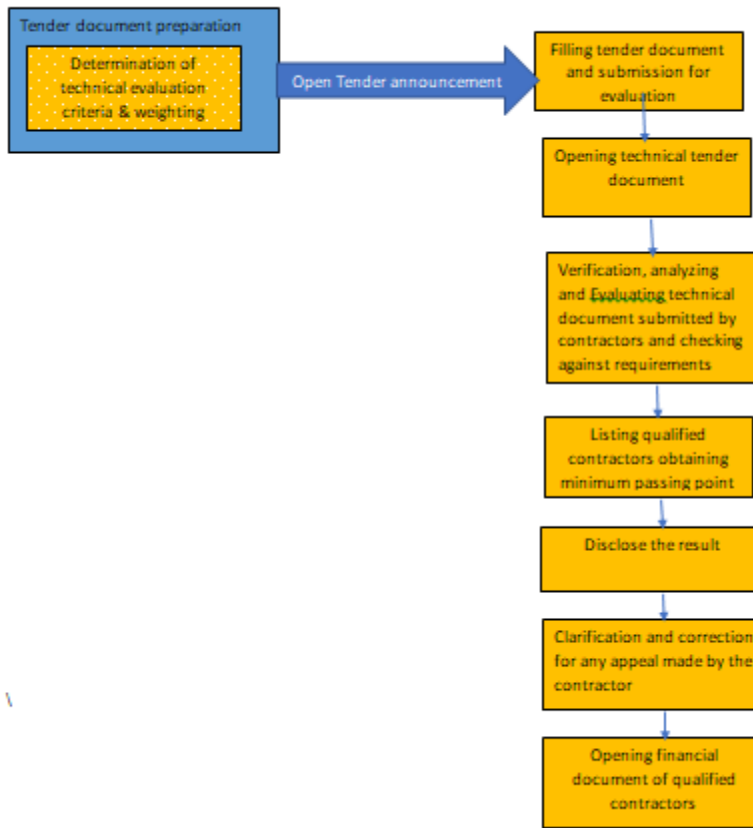 Tender document preparation
Determination of
technical evaluation
criteria & weighting
Open Tender announcement
Filling tender document
and submission for
evaluation
Opening technical tender
document
Verification, analyzing
and Evaluating technical
document submitted by
contractors and checking
against requirements
Listing qualified
contractors obtaining
minimum passing point
Disclose the result
Clarification and correction
for any appeal made by the
contractor
\
Opening financial
document of qualified
contractors